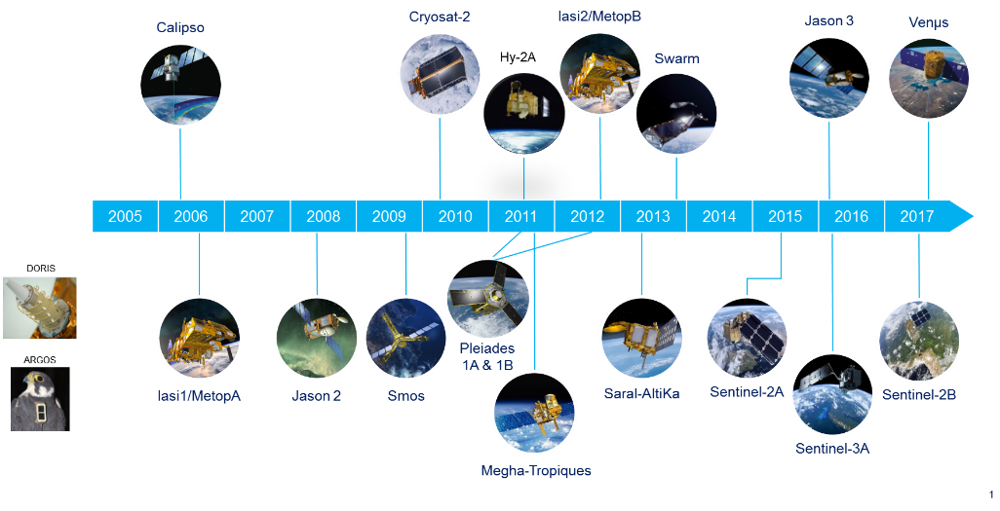 Calipso
Cryosat-2
Hy-2A
Iasi2/MetopB
Swarm
Jason 3
Venµs
2005 2006 2007 2008 2009 2010 2011 2012 2013 2014 2015 2016 2017
DORIS
ARGOS
Iasi1/MetopA
Jason 2
Smos
Pleiades
1A & 1B
Megha-Tropiques
Saral-AltiKa
Sentinel-2A
Sentinel-3A
Sentinel-2B
1